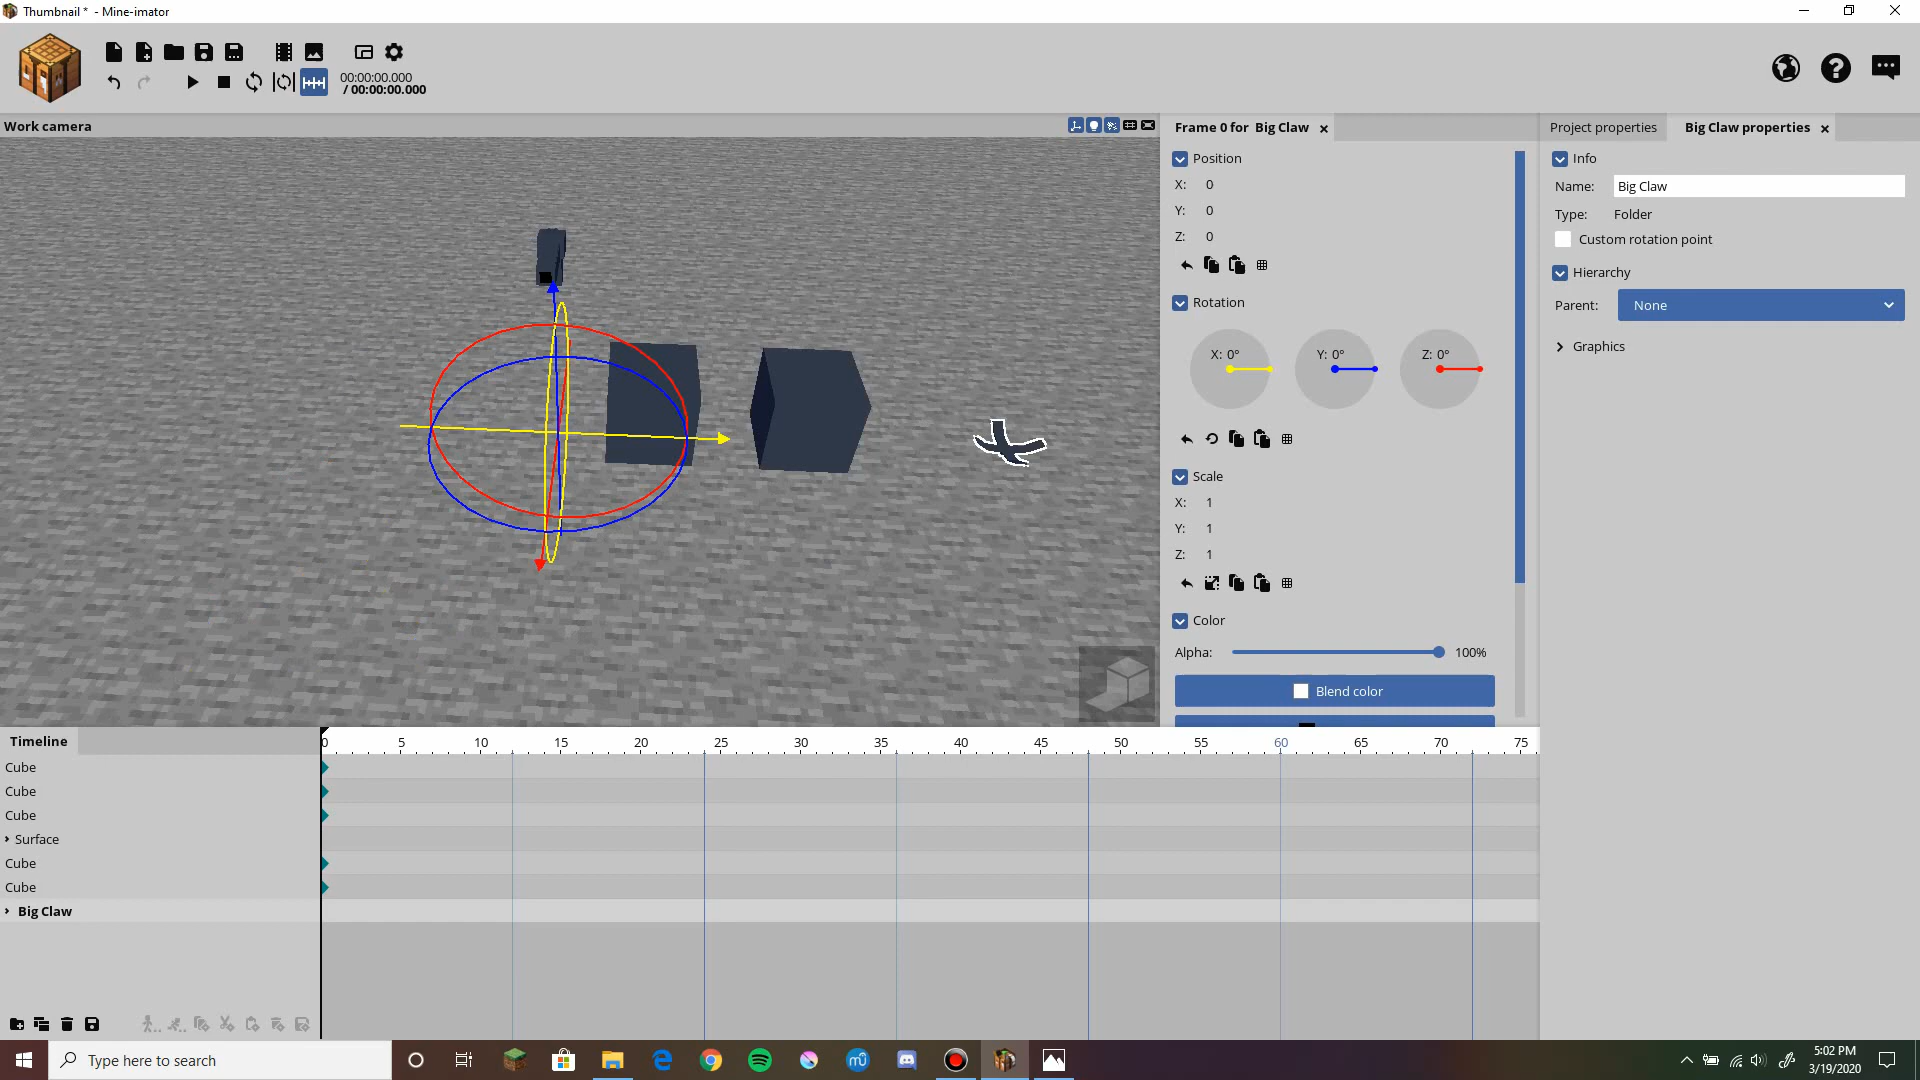 Thumbnail * - Mine-imator
00:00:00.000
/ 00:00:00.000
Work camera
Frame 0 for Big Claw
Position
X: 0
Y: 0
Z: 0
Rotation
X: 0° Y: 0° Z: 0°
Scale
X: 1
Y: 1
Z: 1
Color
Alpha: 100%
Blend color
Project properties Big Claw properties
Info
Name: Big Claw
Type: Folder
Custom rotation point
Hierarchy
Parent: None
Graphics
Timeline
0 5 10 15 20 25 30 35 40 45 50 55 60 65 70 75
Cube
Cube
Cube
Surface
Cube
Cube
Big Claw
Type here to search
5:02 PM
3/19/2020